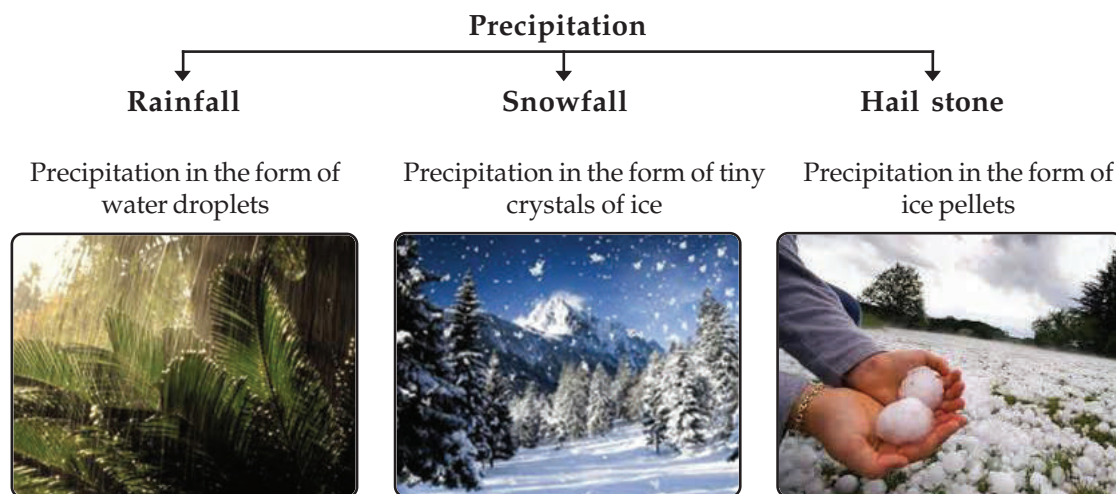 Precipitation
Rainfall
Precipitation in the form of
water droplets
Snowfall
Precipitation in the form of tiny
crystals of ice
Hail stone
Precipitation in the form of
ice pellets